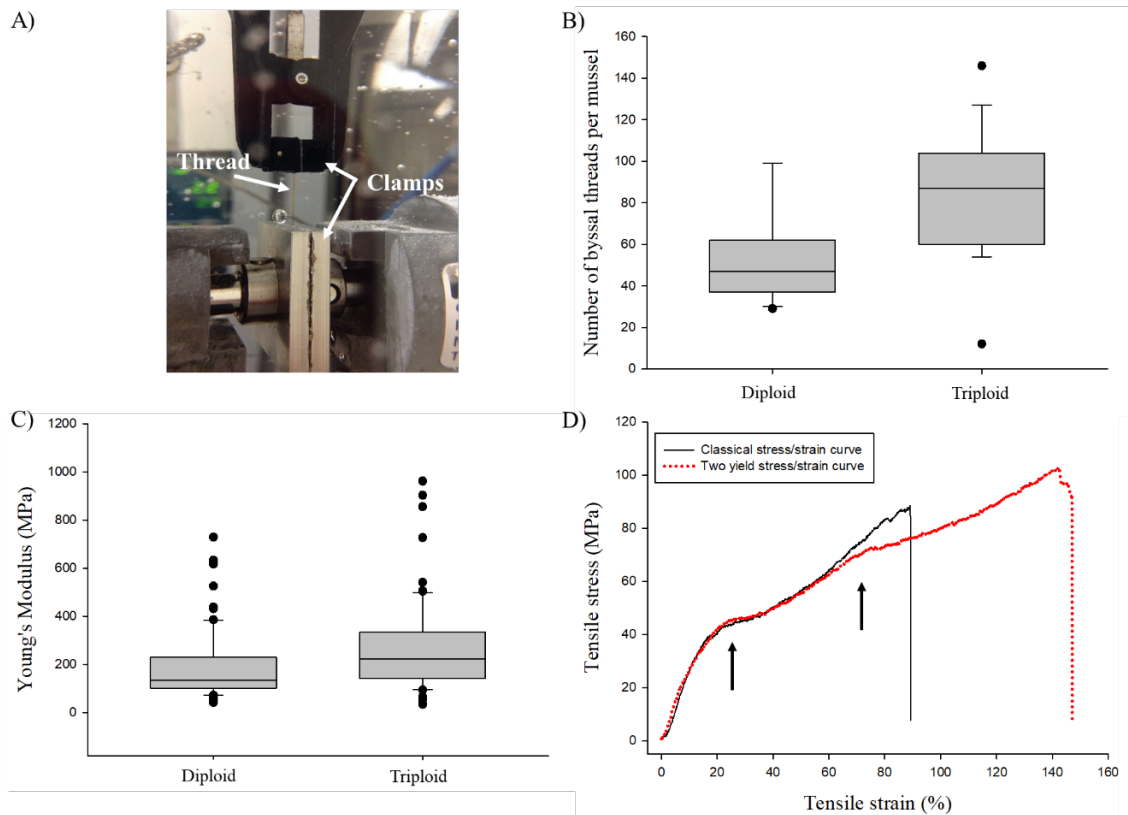 A)
Thread
Clamps
B)
Number of byssal threads per mussel
160
140
120
100
80
60
40
20
0
Diploid
Triploid
C)
Young's Modulus (MPa)
1200
1000
800
600
400
200
0
Diploid
Triploid
D)
Tensile stress (MPa)
120
100
80
60
40
20
0
Classical stress/strain curve
Two yield stress/strain curve
0 20 40 60 80 100 120 140 160
Tensile strain (%)